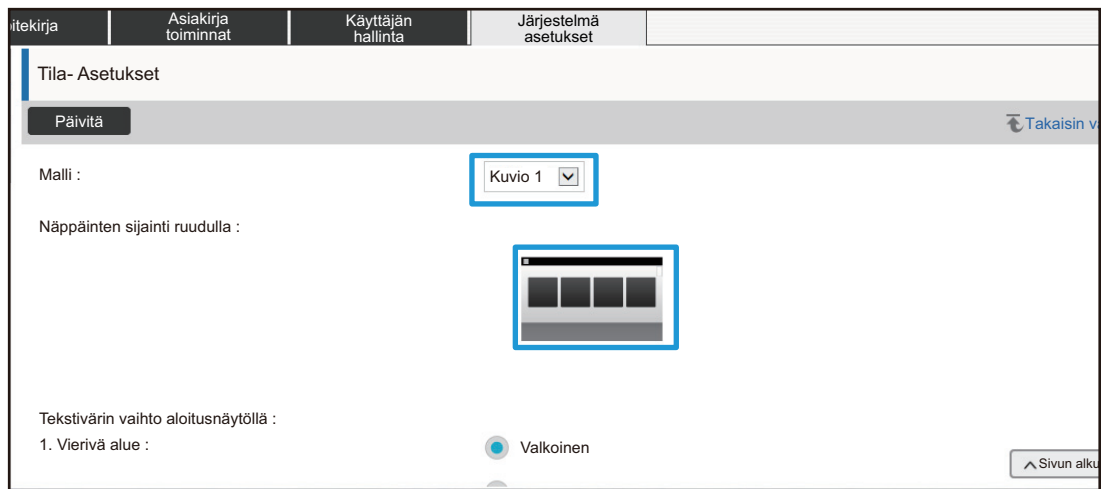 itekirja
Asiakirja
toiminnat
Käyttäjän
hallinta
Järjestelmä
asetukset
Tila- Asetukset
Päivitä
Takaisin va
Malli :
Kuvio 1
Näppäinten sijainti ruudulla :
Tekstivärin vaihto aloitusnäytöllä :
1. Vierivä alue :
Valkoinen
Sivun alku